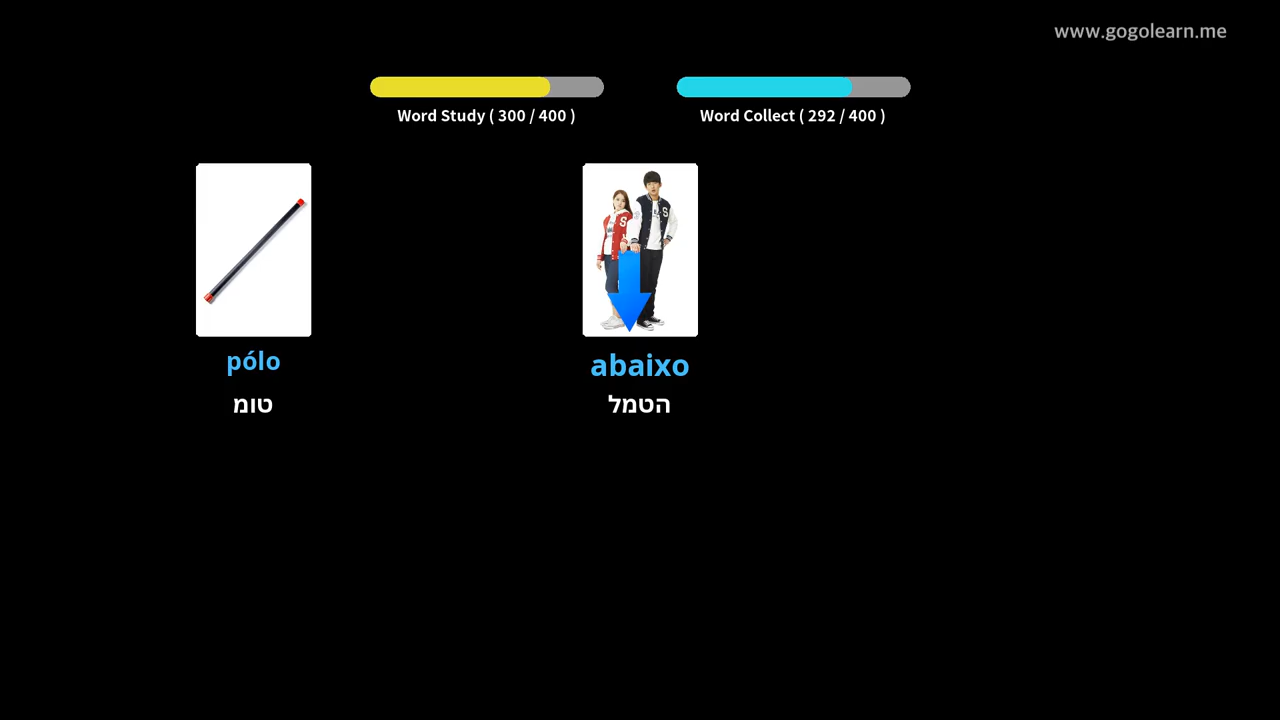 www.gogolearn.me
Word Study ( 300 / 400 )
Word Collect ( 292 / 400 )
S
S
pólo
abaixo
טומ
הטמל